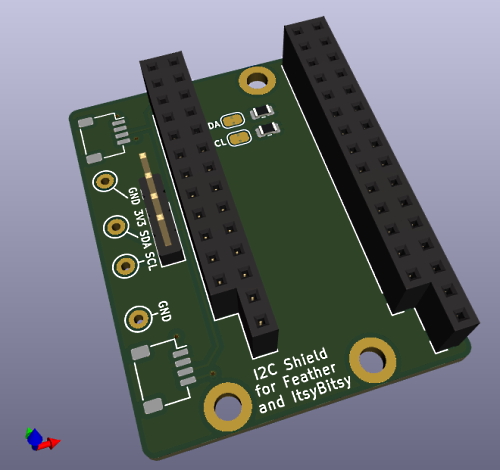 DA
CL
GND 3V3 SDA SCL
GND
I2C Shield
for Feather
and ItsyBitsy